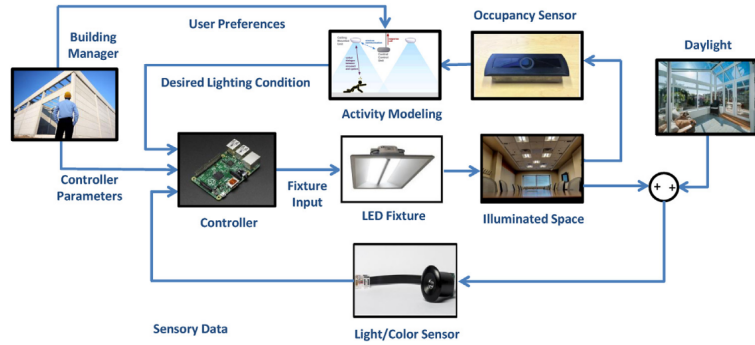 User Preferences
Building
Manager
Occupancy Sensor
Daylight
Desired Lighting Condition
Activity Modeling
Controller
Parameters
Fixture
Input
Controller
LED Fixture
Illuminated Space
+ +
Sensory Data
Light/Color Sensor